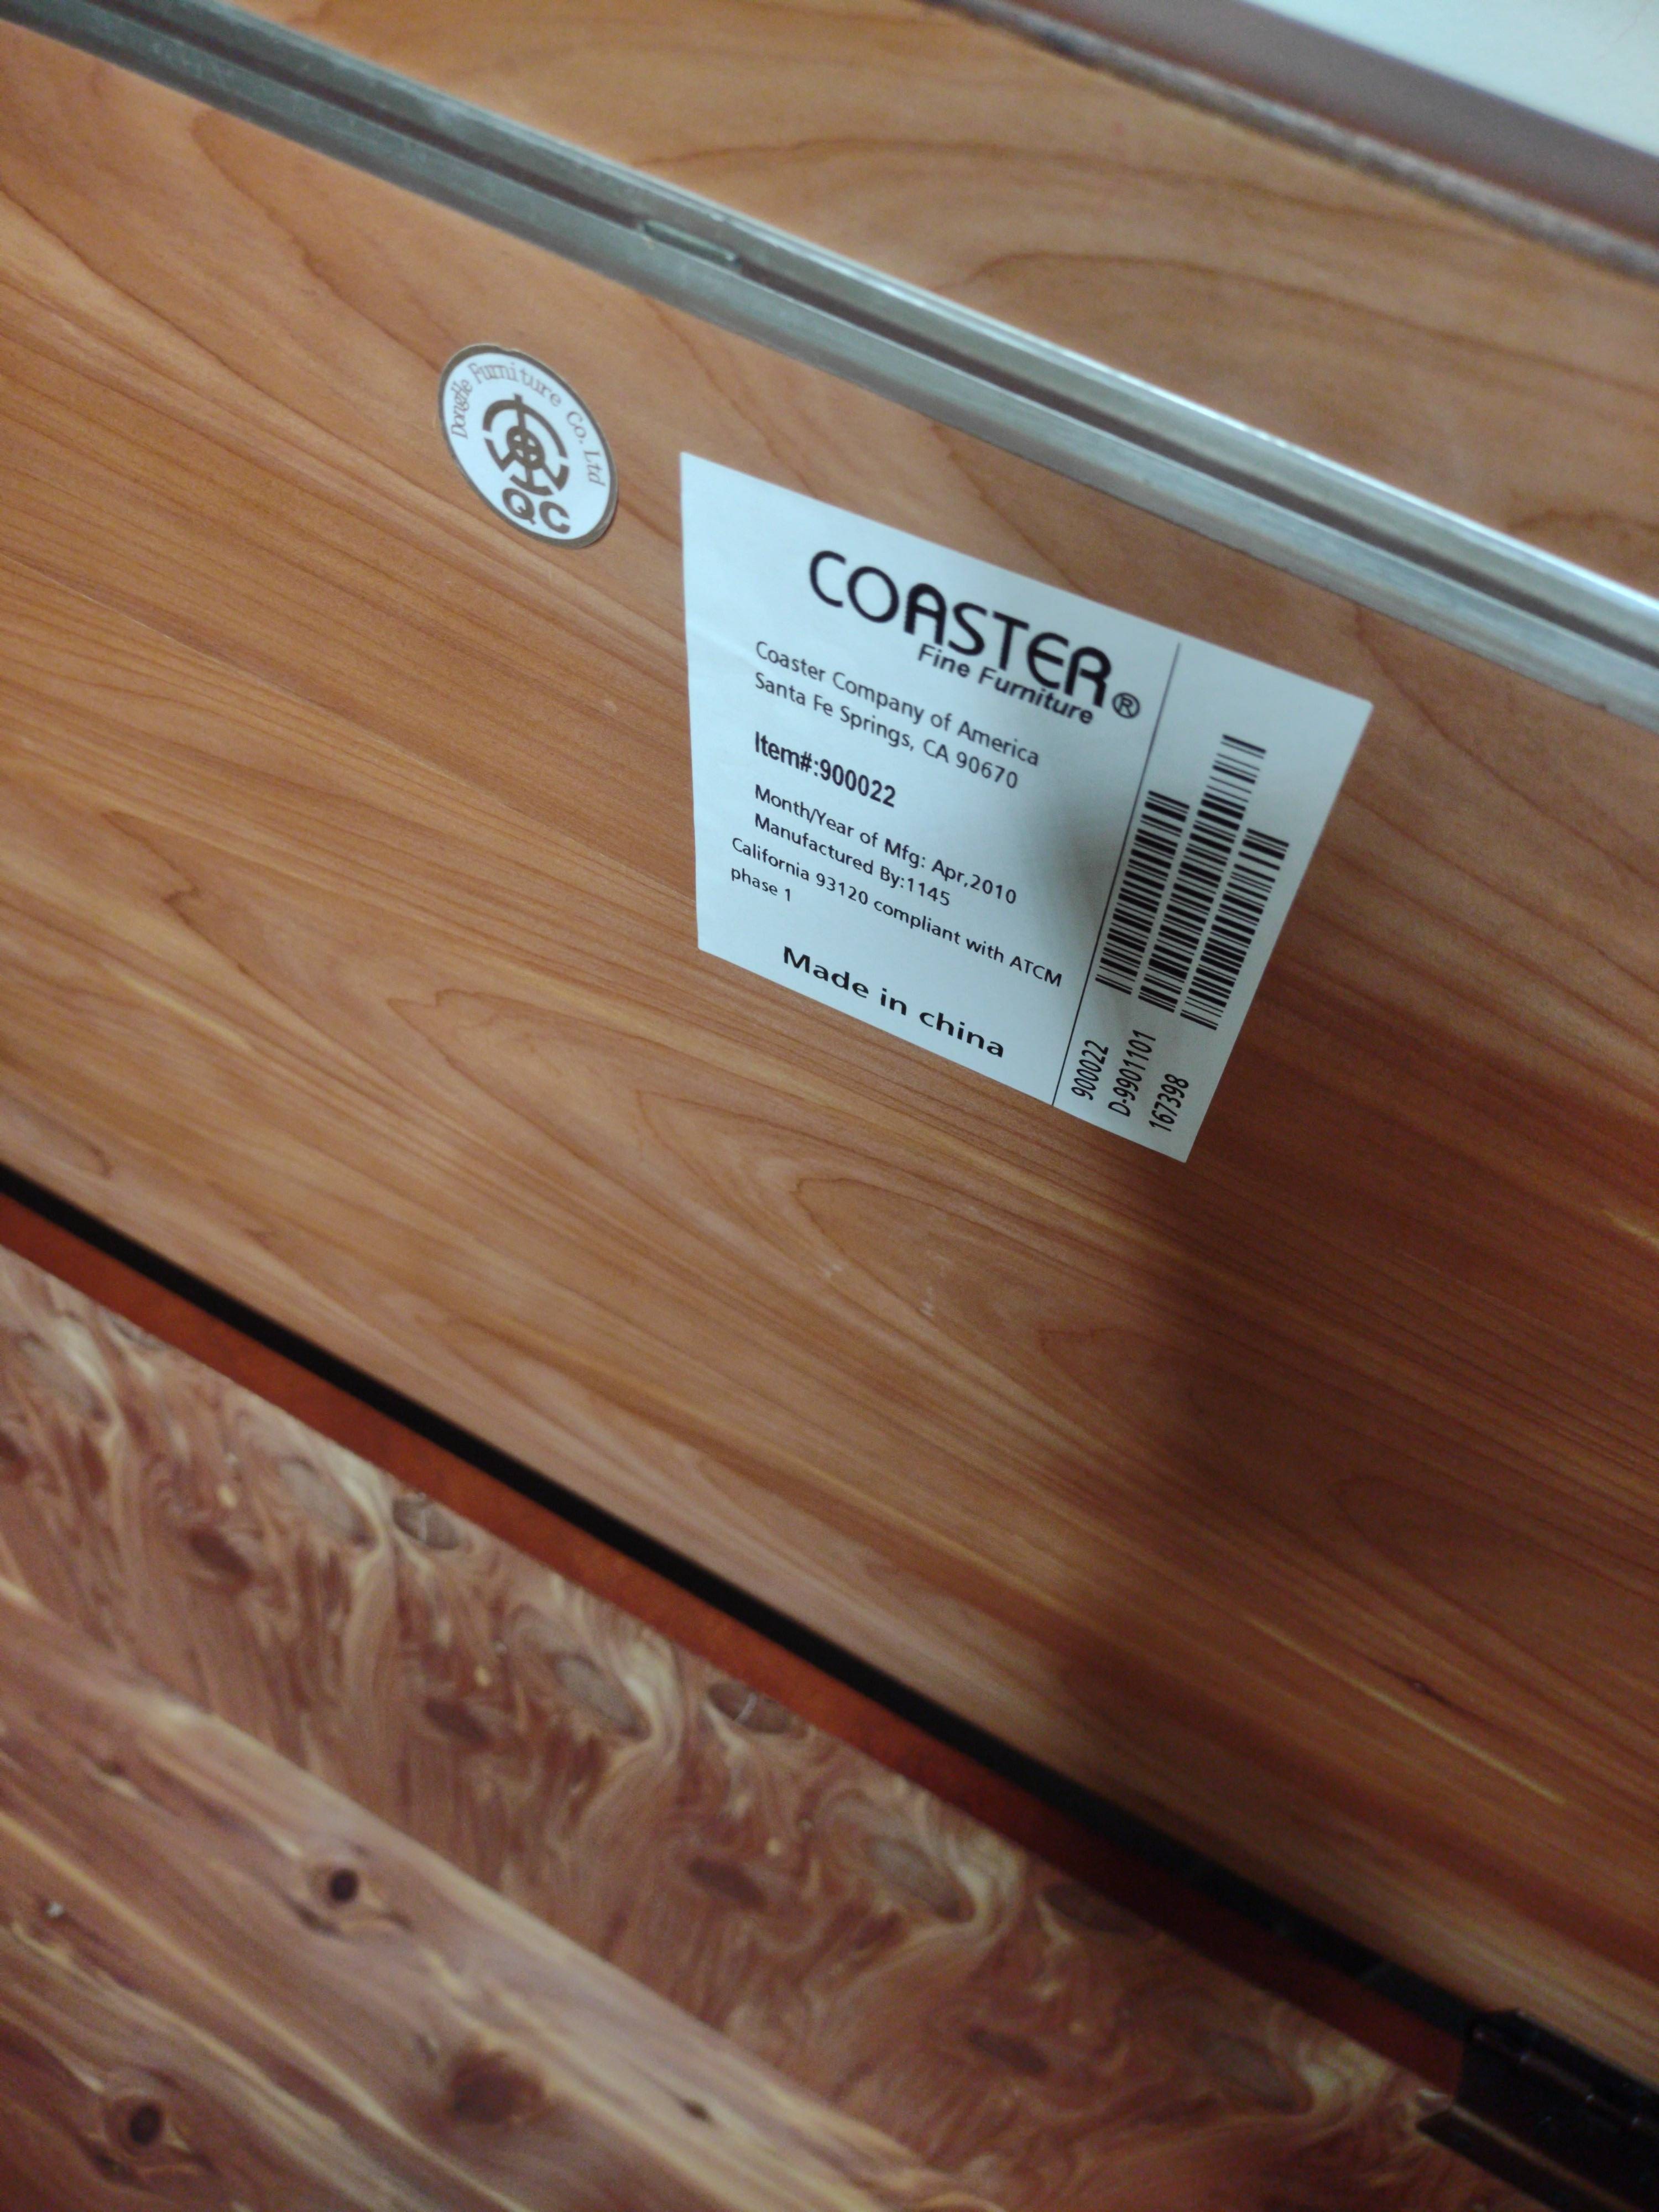 DongHe Furniture Co. Ltd
QC
COASTER®
Fine Furniture
Coaster Company of America
Santa Fe Springs, CA 90670
Item#:900022
Month/Year of Mfg: Apr,2010
Manufactured By:1145
California 93120 compliant with ATCM
phase 1
Made in china
900022
D-9901101
167398